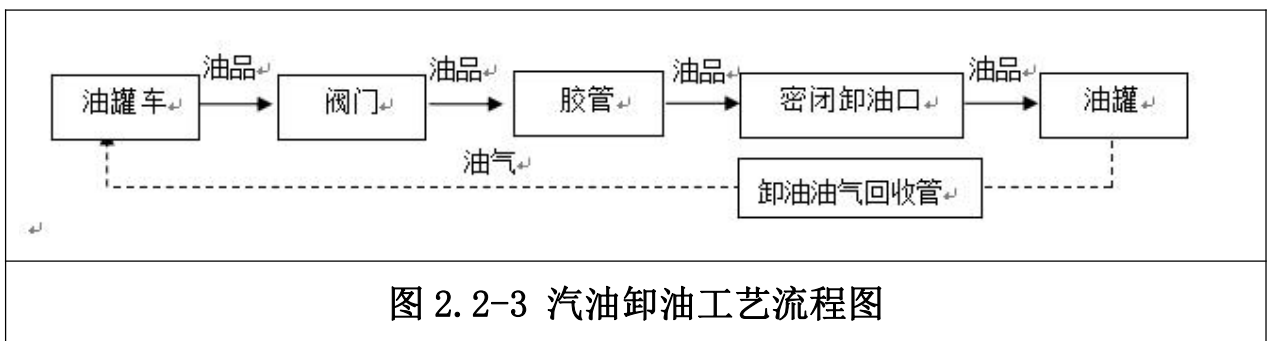 油品 油品 油品 油品
油罐车 阀门 胶管 密闭卸油口 油罐
油气
卸油油气回收管
图 2.2-3 汽油卸油工艺流程图